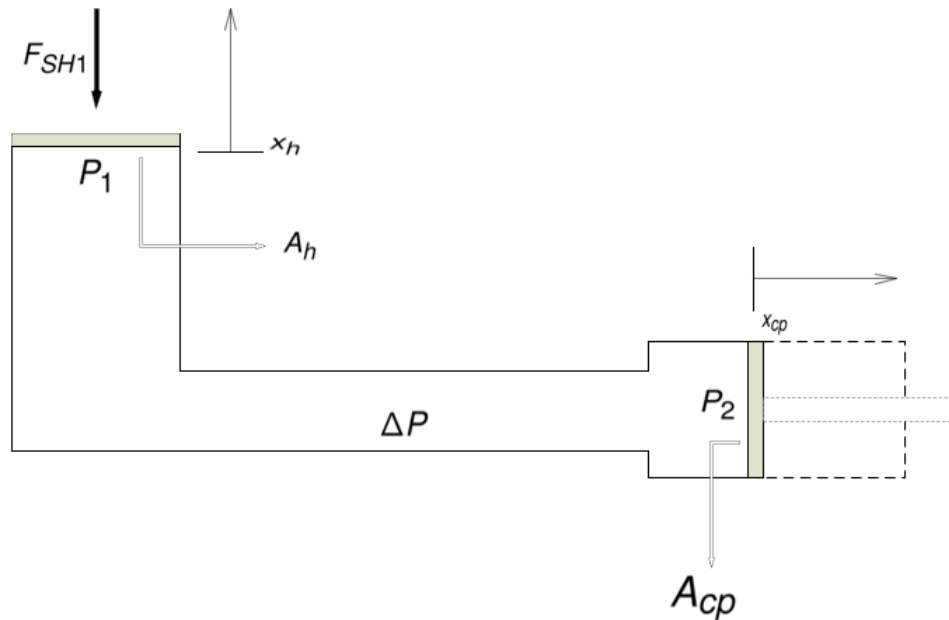 F_SH1
x_h
P_1
A_h
x_cp
P_2
ΔP
A_cp